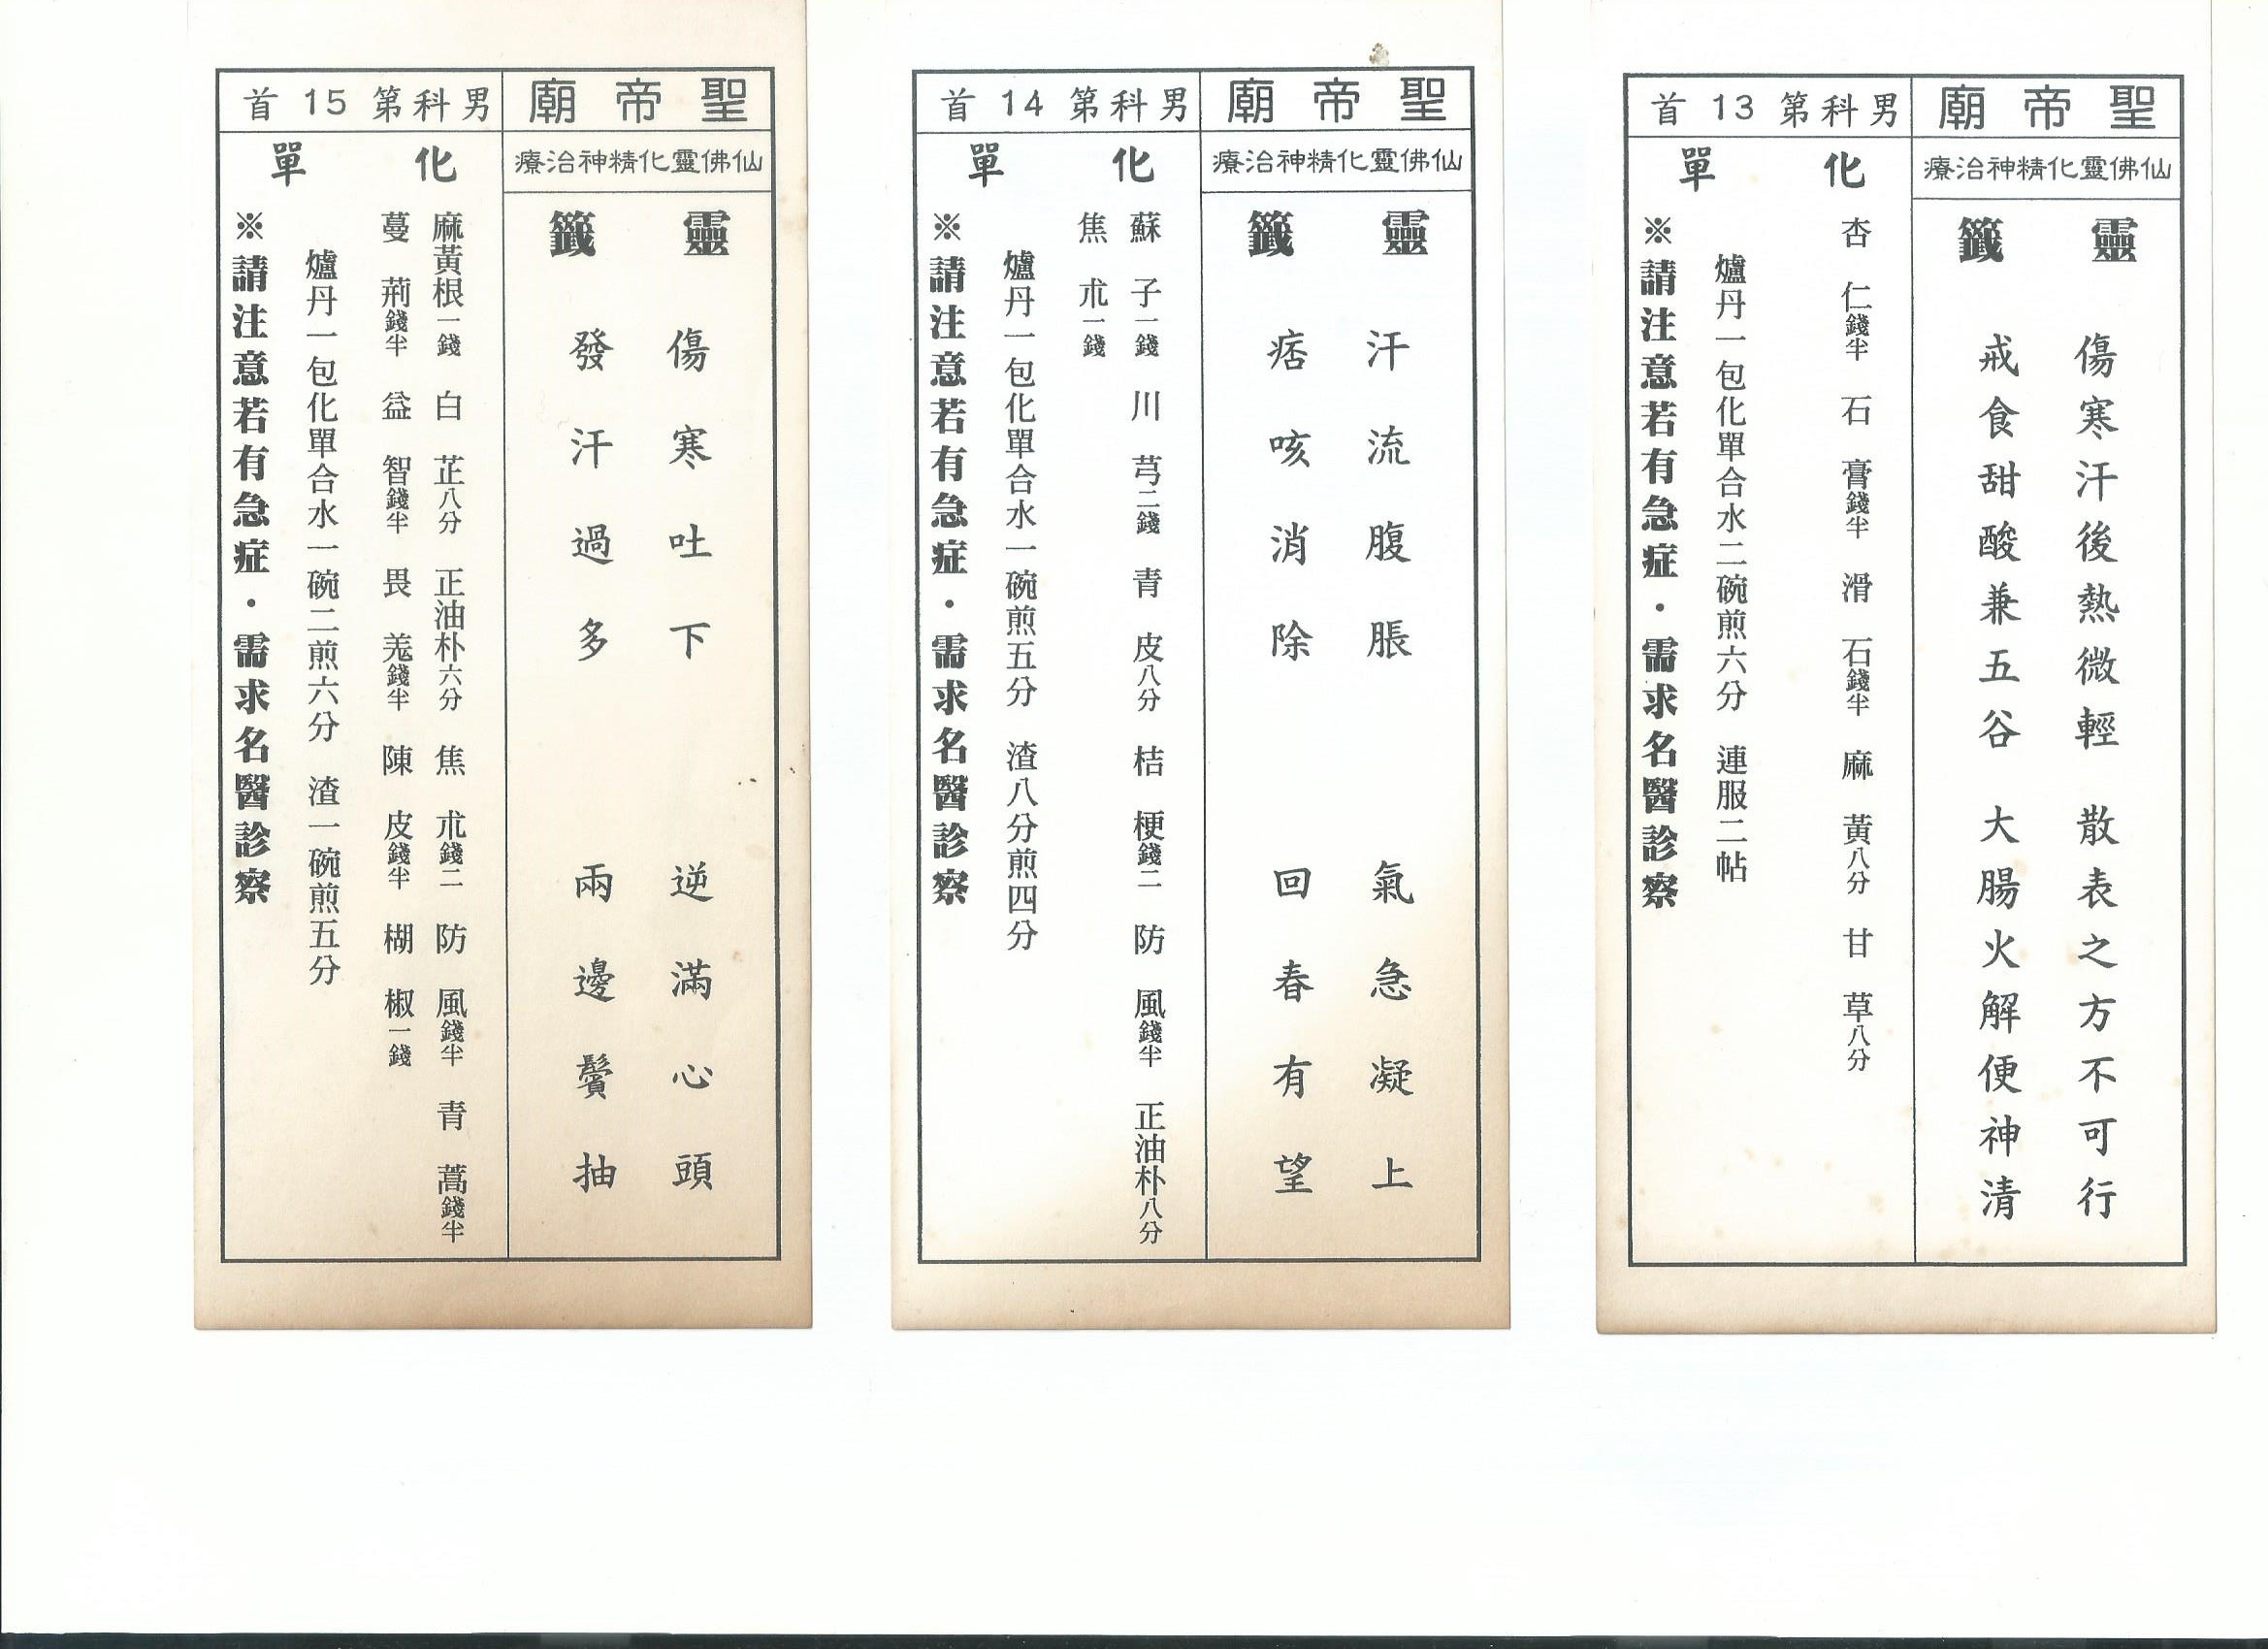 聖帝廟
男科第13首
仙佛靈化精神治療
靈籤
傷寒汗後熱微輕 散表之方不可行
戒食甜酸兼五谷 大腸火解便神清
化單
杏仁錢半 石膏錢半 滑石錢半 麻黃八分 甘草八分
爐丹一包化單合水二碗煎六分 連服二帖
※請注意若有急症・需求名醫診察
聖帝廟
男科第14首
仙佛靈化精神治療
靈籤
汗流腹脹 氣急凝上
痞咳消除 回春有望
化單
蘇子一錢 川芎二錢 青皮八分 桔梗錢二 防風錢半 正油朴八分
焦朮一錢
爐丹一包化單合水一碗煎五分 渣八分煎四分
※請注意若有急症・需求名醫診察
聖帝廟
男科第15首
仙佛靈化精神治療
靈籤
傷寒吐下 逆滿心頭
發汗過多 兩邊鬢抽
化單
麻黃根一錢 白芷八分 正油朴六分 焦朮錢二 防風錢半 青蒿錢半
蔓荊錢半 益智錢半 畏羌錢半 陳皮錢半 楜椒一錢
爐丹一包化單合水一碗二煎六分 渣一碗煎五分
※請注意若有急症・需求名醫診察